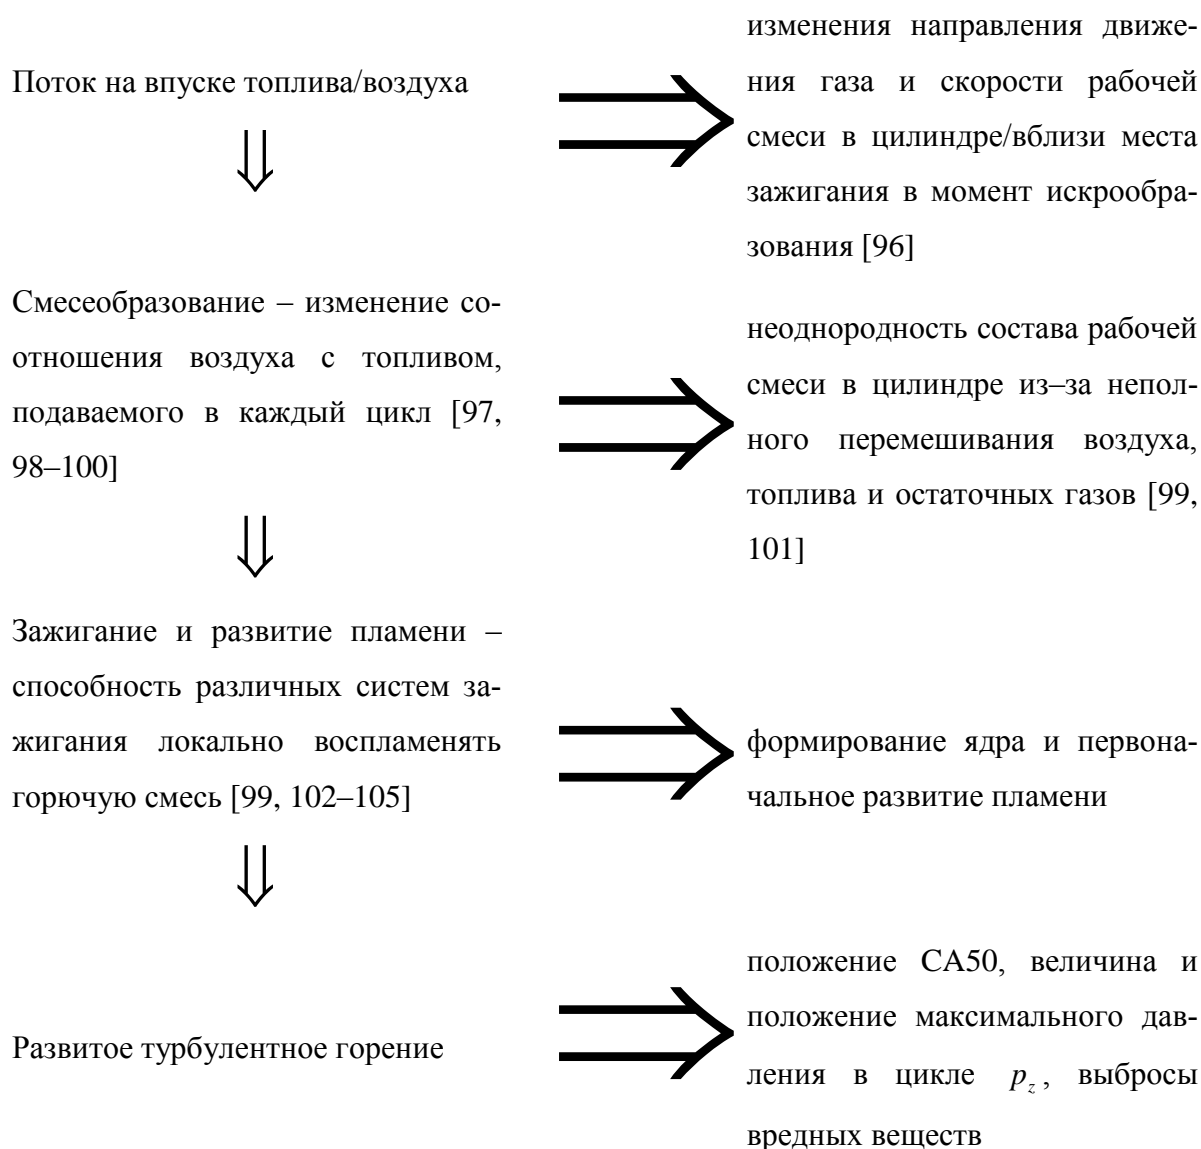 Поток на впуске топлива/воздуха
изменения направления движе-
ния газа и скорости рабочей
смеси в цилиндре/вблизи места
зажигания в момент искрообра-
зования [96]
Смесеобразование – изменение со-
отношения воздуха с топливом,
подаваемого в каждый цикл [97,
98–100]
неоднородность состава рабочей
смеси в цилиндре из–за непол-
ного перемешивания воздуха,
топлива и остаточных газов [99,
101]
Зажигание и развитие пламени –
способность различных систем за-
жигания локально воспламенять
горючую смесь [99, 102–105]
формирование ядра и первона-
чальное развитие пламени
Развитое турбулентное горение
положение СА50, величина и
положение максимального дав-
ления в цикле p_z, выбросы
вредных веществ